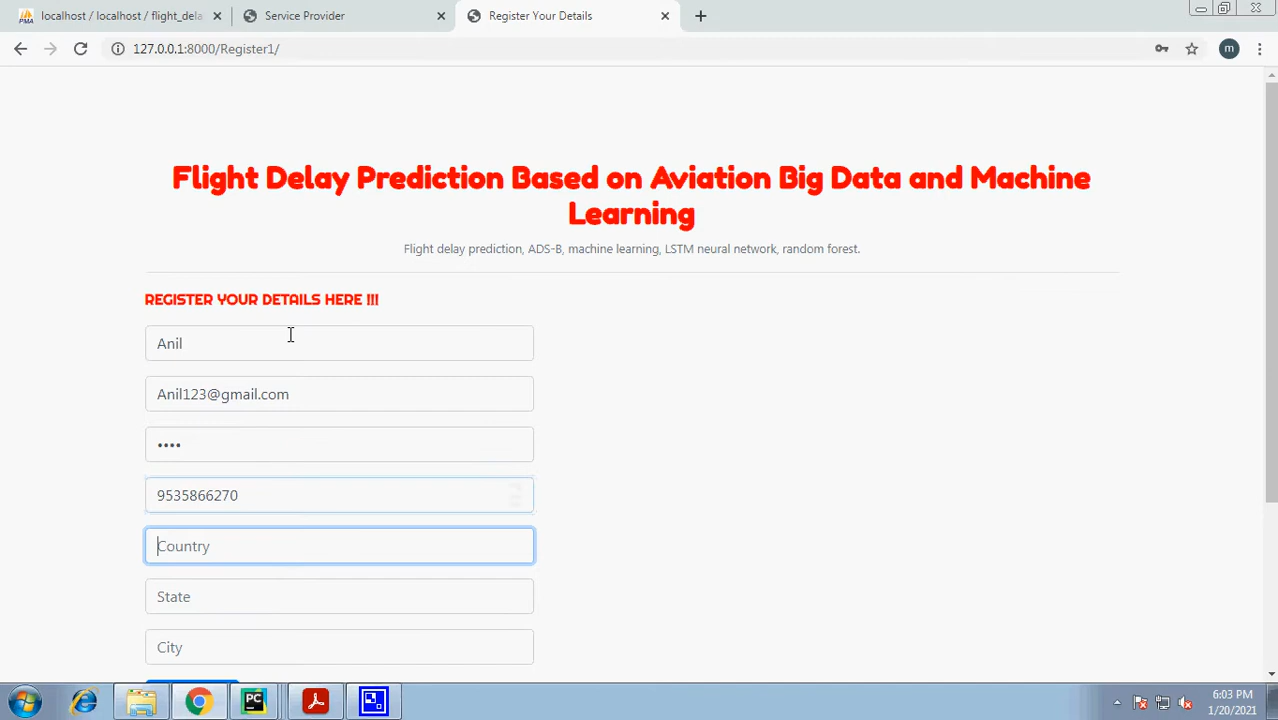 localhost / localhost / flight_dela
Service Provider
Register Your Details
127.0.0.1:8000/Register1/
m
Flight Delay Prediction Based on Aviation Big Data and Machine
Learning
Flight delay prediction, ADS-B, machine learning, LSTM neural network, random forest.
REGISTER YOUR DETAILS HERE !!!
Anil
Anil123@gmail.com
••••
9535866270
Country
State
City
PC
6:03 PM
1/20/2021